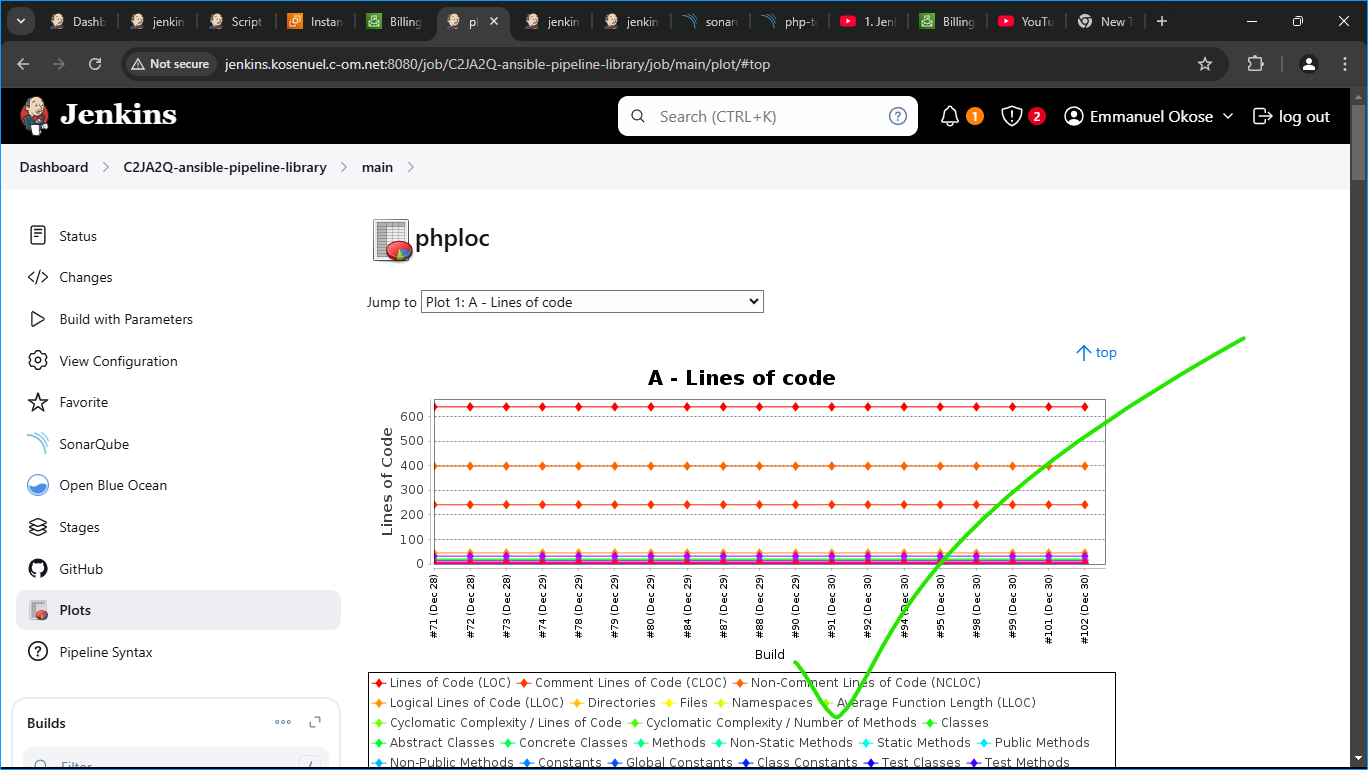 Dashb
jenkin
Script
Instan
Billing
pl
jenkin
jenkin
sonar
php-t
1. Jen
Billing
YouTu
New T
Not secure jenkins.kosenuel.c-om.net:8080/job/C2JA2Q-ansible-pipeline-library/job/main/plot/#top
Jenkins
Search (CTRL+K)
1
2
Emmanuel Okose
log out
Dashboard > C2JA2Q-ansible-pipeline-library > main >
Status
Changes
Build with Parameters
View Configuration
Favorite
SonarQube
Open Blue Ocean
Stages
GitHub
Plots
Pipeline Syntax
Builds
Filter /
phploc
Jump to Plot 1: A - Lines of code
top
A - Lines of code
Lines of Code
600
500
400
300
200
100
0
#71 (Dec 28)
#72 (Dec 28)
#73 (Dec 28)
#74 (Dec 29)
#78 (Dec 29)
#79 (Dec 29)
#80 (Dec 29)
#84 (Dec 29)
#87 (Dec 29)
#88 (Dec 29)
#90 (Dec 29)
#91 (Dec 30)
#92 (Dec 30)
#94 (Dec 30)
#95 (Dec 30)
#98 (Dec 30)
#99 (Dec 30)
#101 (Dec 30)
#102 (Dec 30)
Build
Lines of Code (LOC) Comment Lines of Code (CLOC) Non-Comment Lines of Code (NCLOC)
Logical Lines of Code (LLOC) Directories Files Namespaces Average Function Length (LLOC)
Cyclomatic Complexity / Lines of Code Cyclomatic Complexity / Number of Methods Classes
Abstract Classes Concrete Classes Methods Non-Static Methods Static Methods Public Methods
Non-Public Methods Constants Global Constants Class Constants Test Classes Test Methods